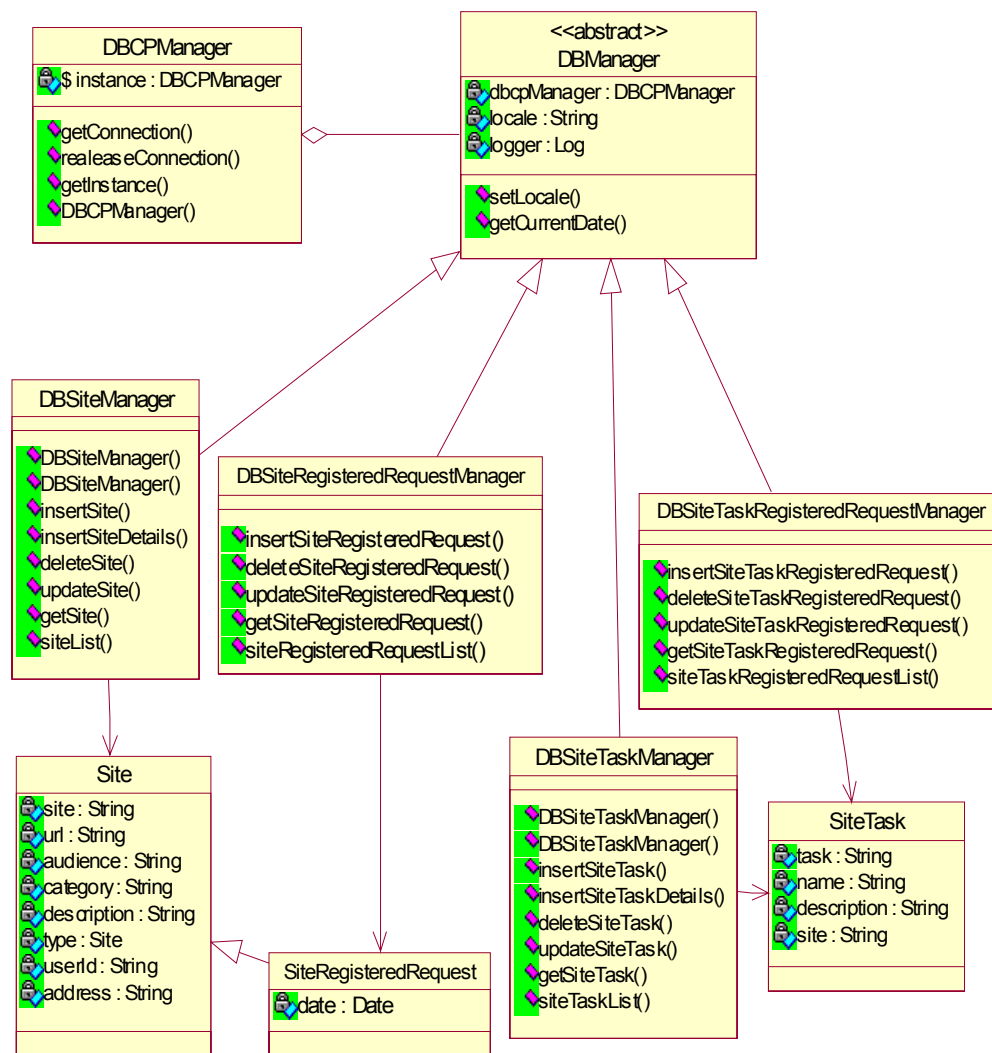 DBCPManager
$ instance : DBCPManager
getConnection()
realeaseConnection()
getInstance()
DBCPManager()
<<abstract>>
DBManager
dbcpManager : DBCPManager
locale : String
logger : Log
setLocale()
getCurrentDate()
DBSiteManager
DBSiteManager()
DBSiteManager()
insertSite()
insertSiteDetails()
deleteSite()
updateSite()
getSite()
siteList()
DBSiteRegisteredRequestManager
insertSiteRegisteredRequest()
deleteSiteRegisteredRequest()
updateSiteRegisteredRequest()
getSiteRegisteredRequest()
siteRegisteredRequestList()
DBSiteTaskRegisteredRequestManager
insertSiteTaskRegisteredRequest()
deleteSiteTaskRegisteredRequest()
updateSiteTaskRegisteredRequest()
getSiteTaskRegisteredRequest()
siteTaskRegisteredRequestList()
Site
site : String
url : String
audience : String
category : String
description : String
type : Site
userId : String
address : String
SiteRegisteredRequest
date : Date
DBSiteTaskManager
DBSiteTaskManager()
DBSiteTaskManager()
insertSiteTask()
insertSiteTaskDetails()
deleteSiteTask()
updateSiteTask()
getSiteTask()
siteTaskList()
SiteTask
task : String
name : String
description : String
site : String